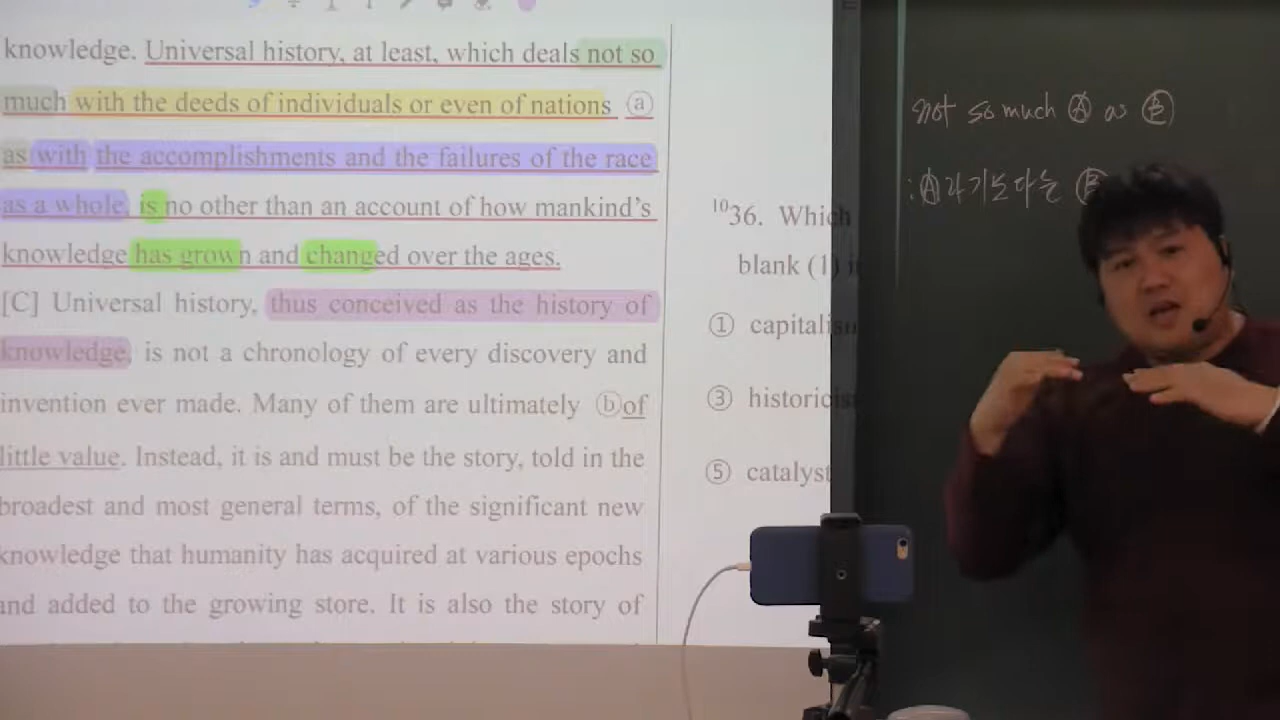 knowledge. Universal history, at least, which deals not so
much with the deeds of individuals or even of nations ⓐ
as with the accomplishments and the failures of the race
as a whole, is no other than an account of how mankind's
knowledge has grown and changed over the ages.
[C] Universal history, thus conceived as the history of
knowledge, is not a chronology of every discovery and
invention ever made. Many of them are ultimately ⓑof
little value. Instead, it is and must be the story, told in the
broadest and most general terms, of the significant new
knowledge that humanity has acquired at various epochs
and added to the growing store. It is also the story of
1036. Which
blank (1)
① capitalism
③ historicis
⑤ catalyst
not so much Ⓐ as Ⓑ
: Ⓐ라기보다는 Ⓑ